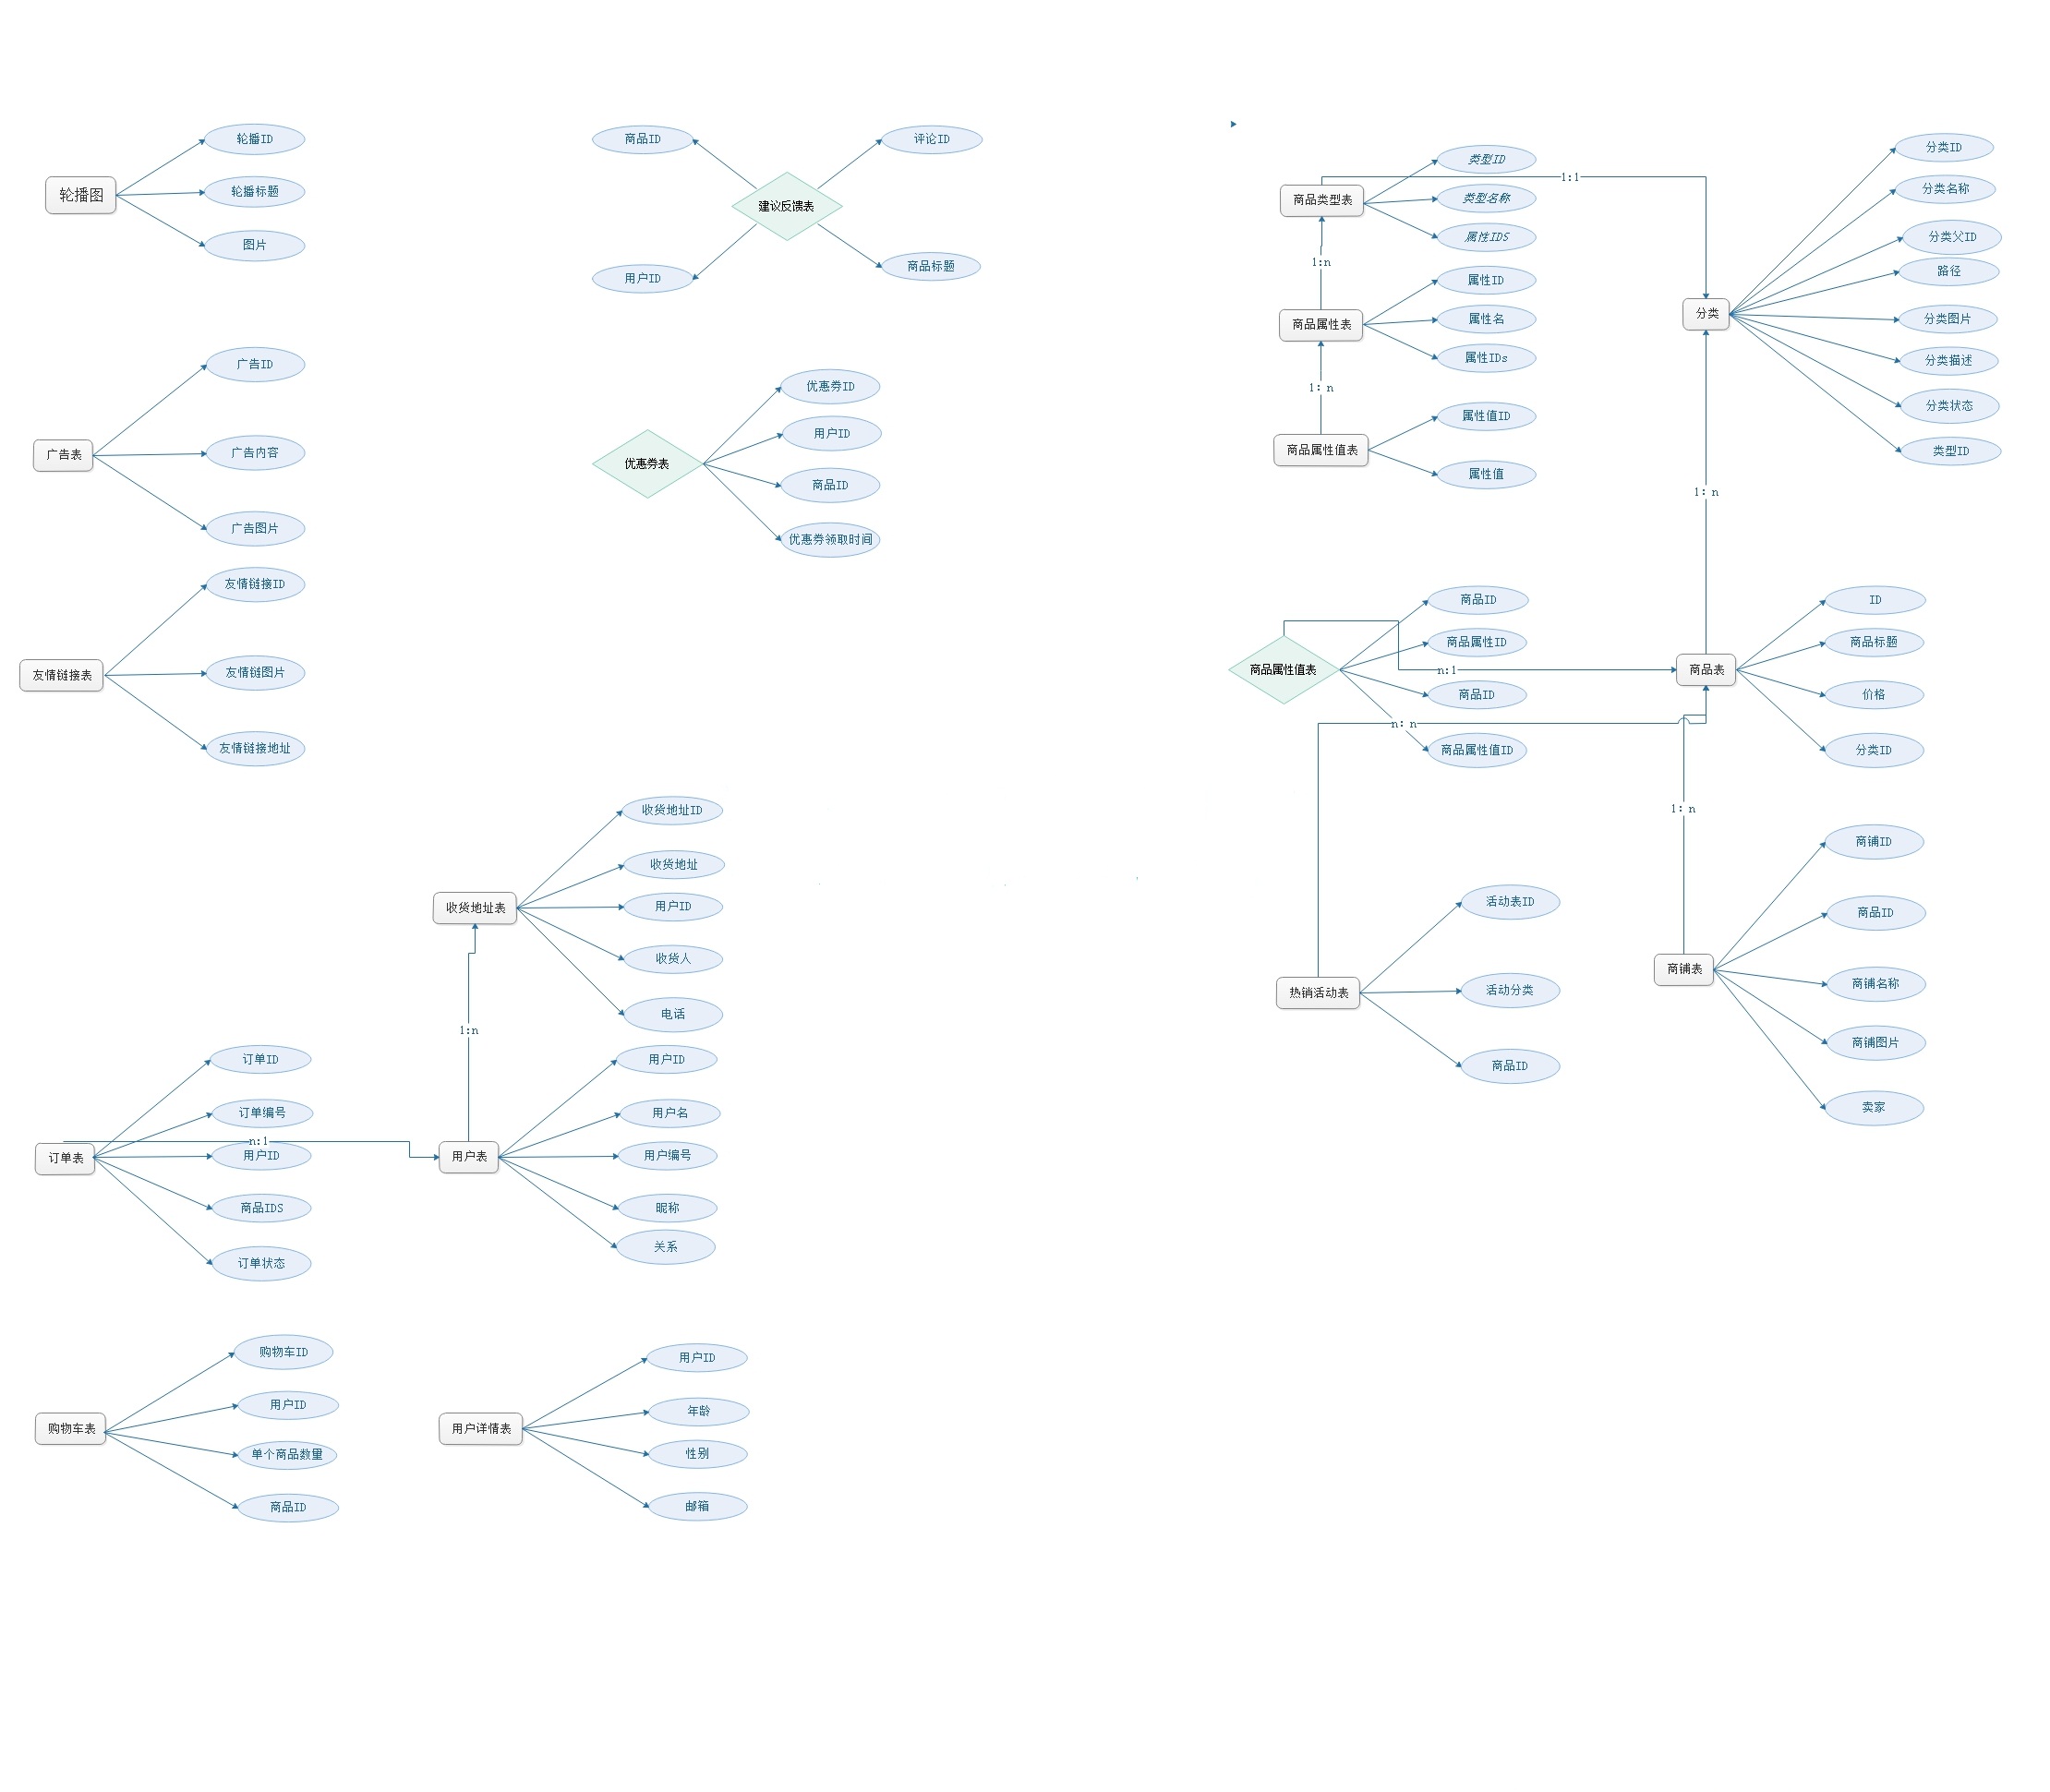 轮播图
轮播ID
轮播标题
图片
商品ID
评论ID
建议反馈表
用户ID
商品标题
商品类型表
类型ID
类型名称
属性IDS
1:1
1:n
商品属性表
属性ID
属性名
属性IDs
1: n
商品属性值表
属性值ID
属性值
分类
分类ID
分类名称
分类父ID
路径
分类图片
分类描述
分类状态
类型ID
1: n
广告表
广告ID
广告内容
广告图片
优惠券表
优惠券ID
用户ID
商品ID
优惠券领取时间
友情链接表
友情链接ID
友情链图片
友情链接地址
商品属性值表
商品ID
商品属性ID
n:1
商品ID
n: n
商品属性值ID
商品表
ID
商品标题
价格
分类ID
1: n
收货地址表
收货地址ID
收货地址
用户ID
收货人
电话
1:n
热销活动表
活动表ID
活动分类
商品ID
商铺表
商铺ID
商品ID
商铺名称
商铺图片
卖家
订单表
订单ID
订单编号
n:1
用户ID
商品IDS
订单状态
用户表
用户ID
用户名
用户编号
昵称
关系
购物车表
购物车ID
用户ID
单个商品数量
商品ID
用户详情表
用户ID
年龄
性别
邮箱